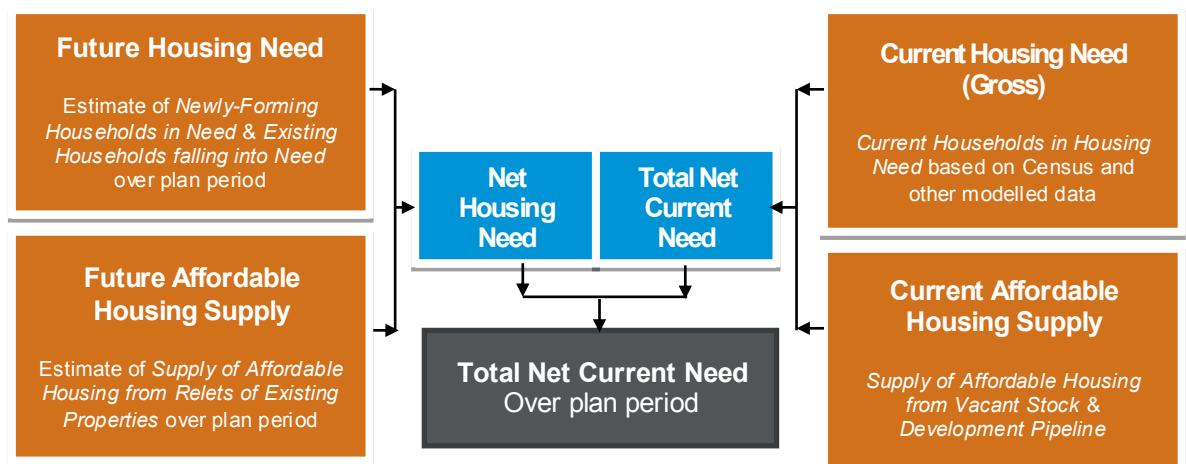 Future Housing Need
Estimate of Newly-Forming
Households in Need & Existing
Households falling into Need
over plan period
Future Affordable
Housing Supply
Estimate of Supply of Affordable
Housing from Relets of Existing
Properties over plan period
Net
Housing
Need
Total Net
Current
Need
Total Net Current Need
Over plan period
Current Housing Need
(Gross)
Current Households in Housing
Need based on Census and
other modelled data
Current Affordable
Housing Supply
Supply of Affordable Housing
from Vacant Stock &
Development Pipeline